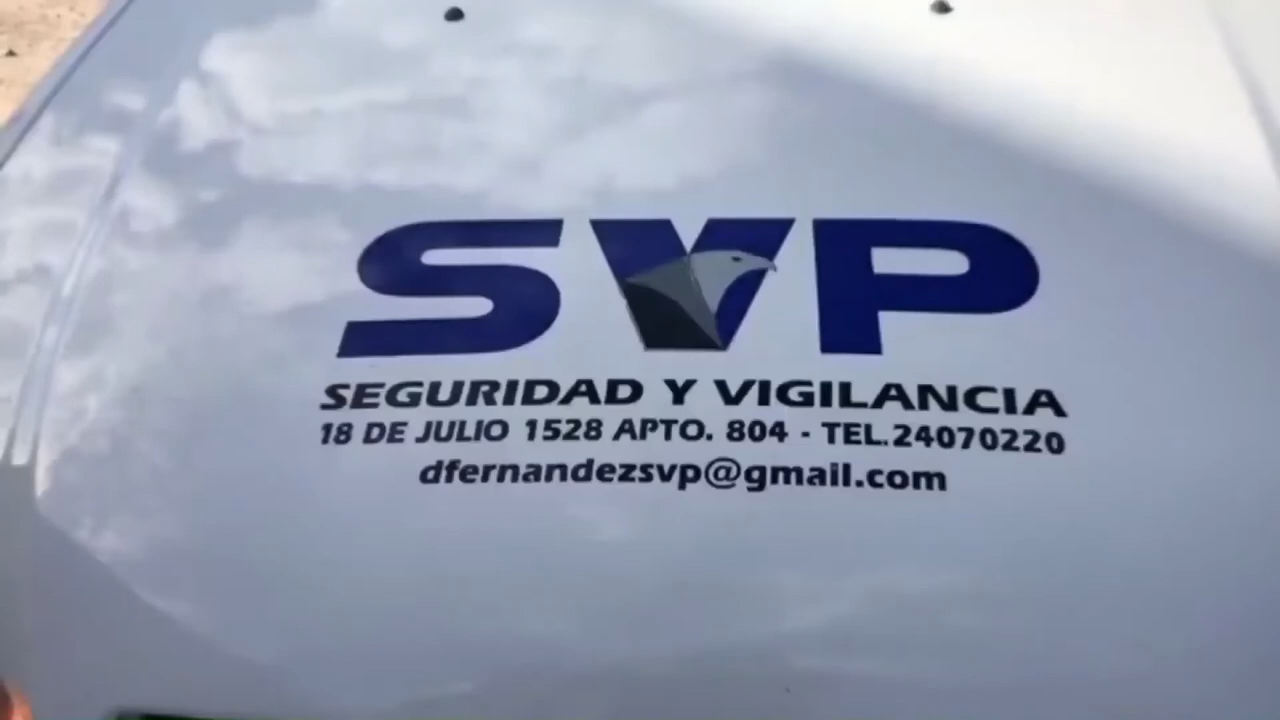 SVP
SEGURIDAD Y VIGILANCIA
18 DE JULIO 1528 APTO. 804 - TEL.24070220
dfernandezsvp@gmail.com